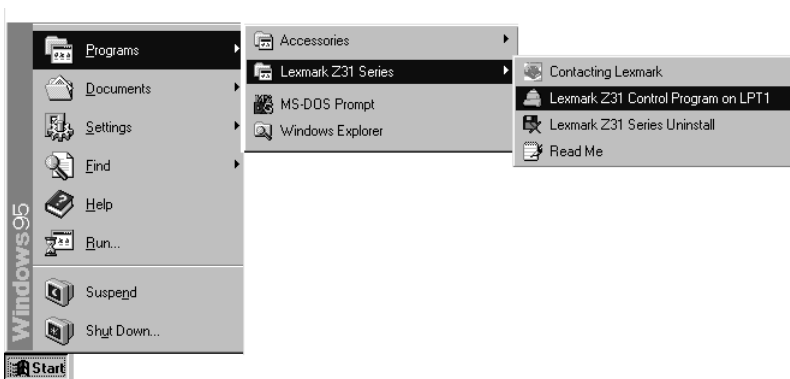 Programs
Documents
Settings
Find
Help
Run...
Suspend
Shut Down...
Windows95
Start
Accessories
Lexmark Z31 Series
MS-DOS Prompt
Windows Explorer
Contacting Lexmark
Lexmark Z31 Control Program on LPT1
Lexmark Z31 Series Uninstall
Read Me